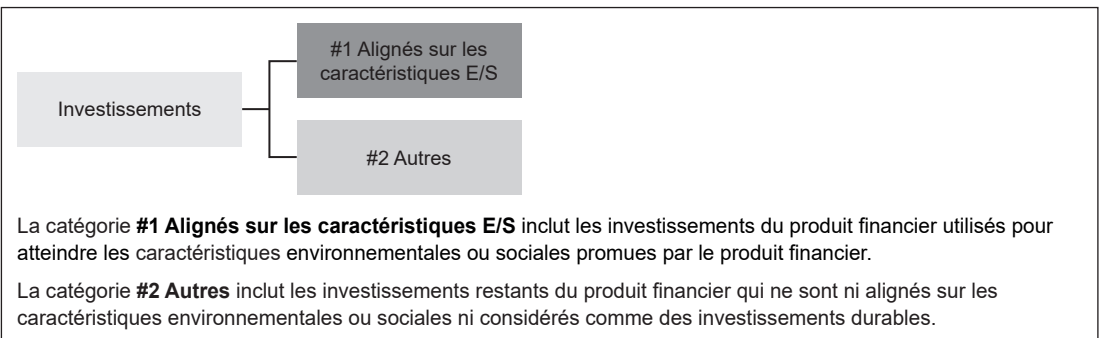 #1 Alignés sur les
caractéristiques E/S
Investissements
#2 Autres
La catégorie #1 Alignés sur les caractéristiques E/S inclut les investissements du produit financier utilisés pour
atteindre les caractéristiques environnementales ou sociales promues par le produit financier.
La catégorie #2 Autres inclut les investissements restants du produit financier qui ne sont ni alignés sur les
caractéristiques environnementales ou sociales ni considérés comme des investissements durables.